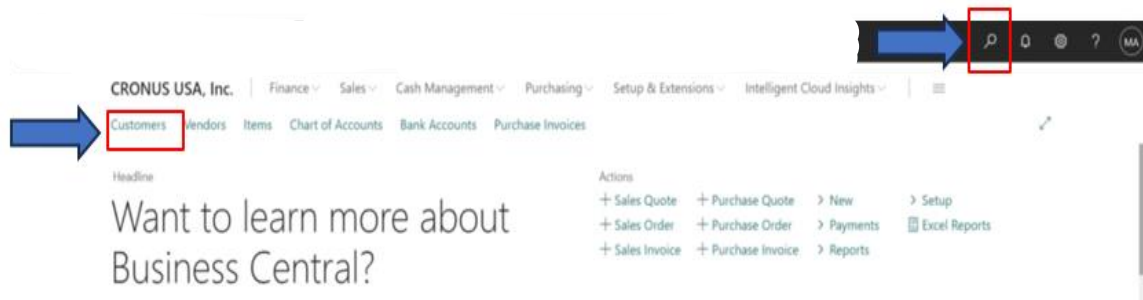 ? MA
CRONUS USA, Inc. Finance Sales Cash Management Purchasing Setup & Extensions Intelligent Cloud Insights
Customers Vendors Items Chart of Accounts Bank Accounts Purchase Invoices
Headline
Want to learn more about
Business Central?
Actions
+ Sales Quote + Purchase Quote > New > Setup
+ Sales Order + Purchase Order > Payments Excel Reports
+ Sales Invoice + Purchase Invoice > Reports